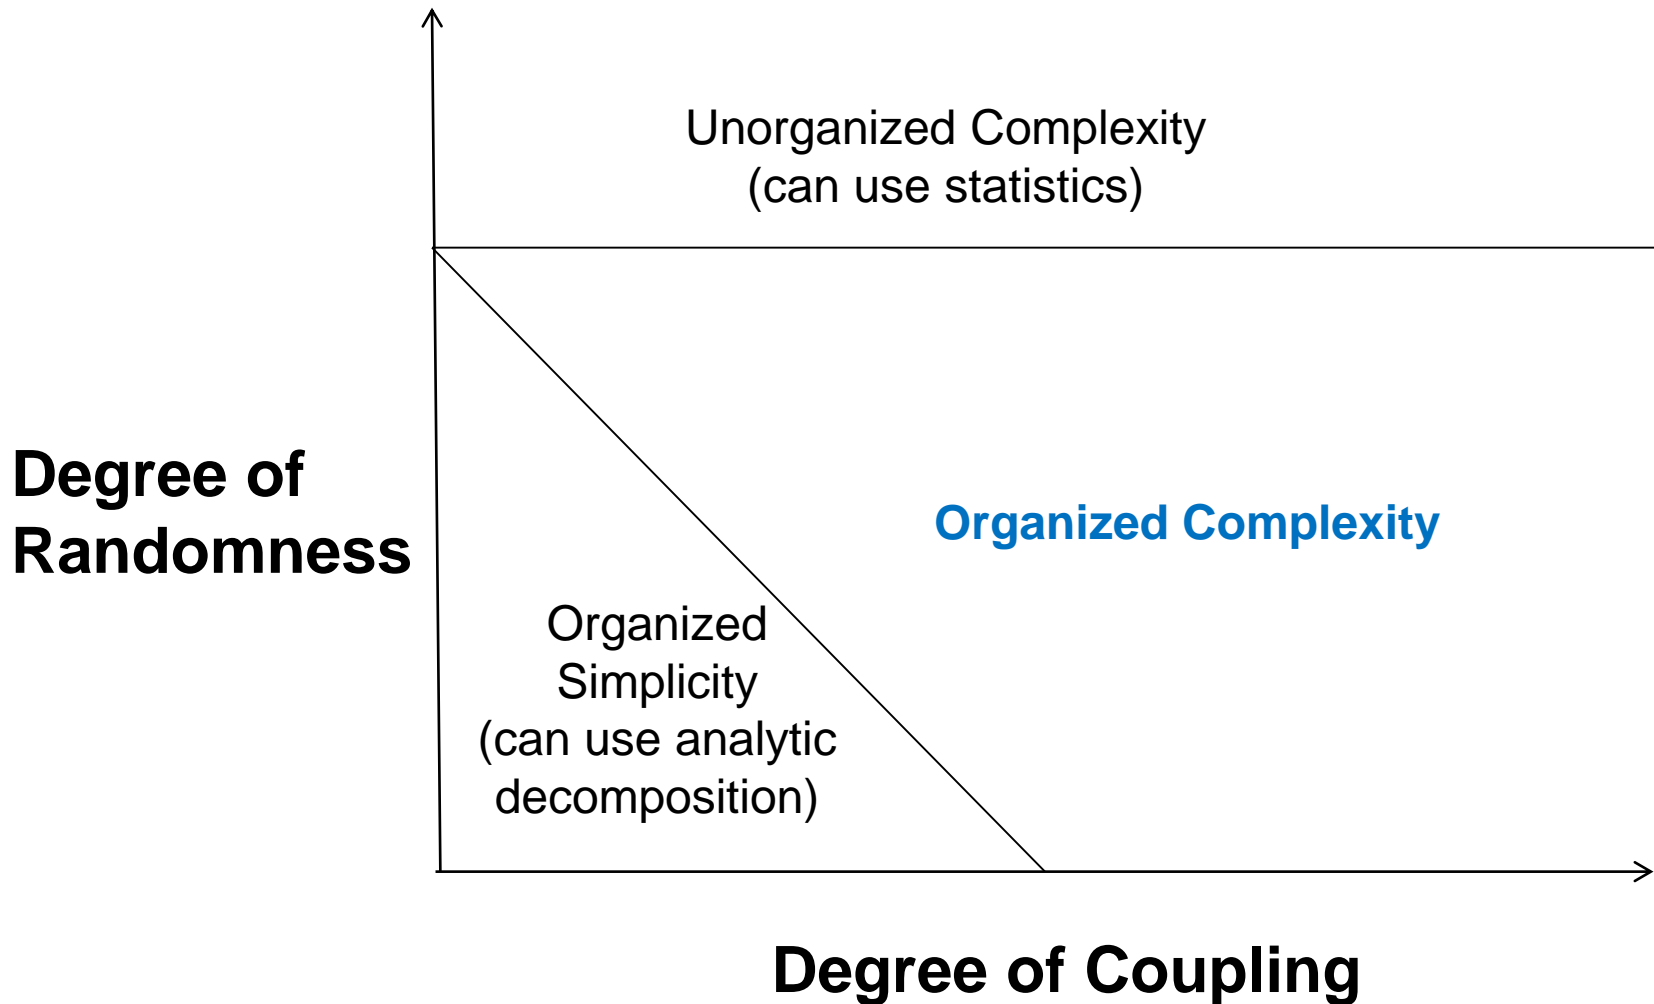 Unorganized Complexity
(can use statistics)
Degree of
Randomness
Organized Complexity
Organized
Simplicity
(can use analytic
decomposition)
Degree of Coupling